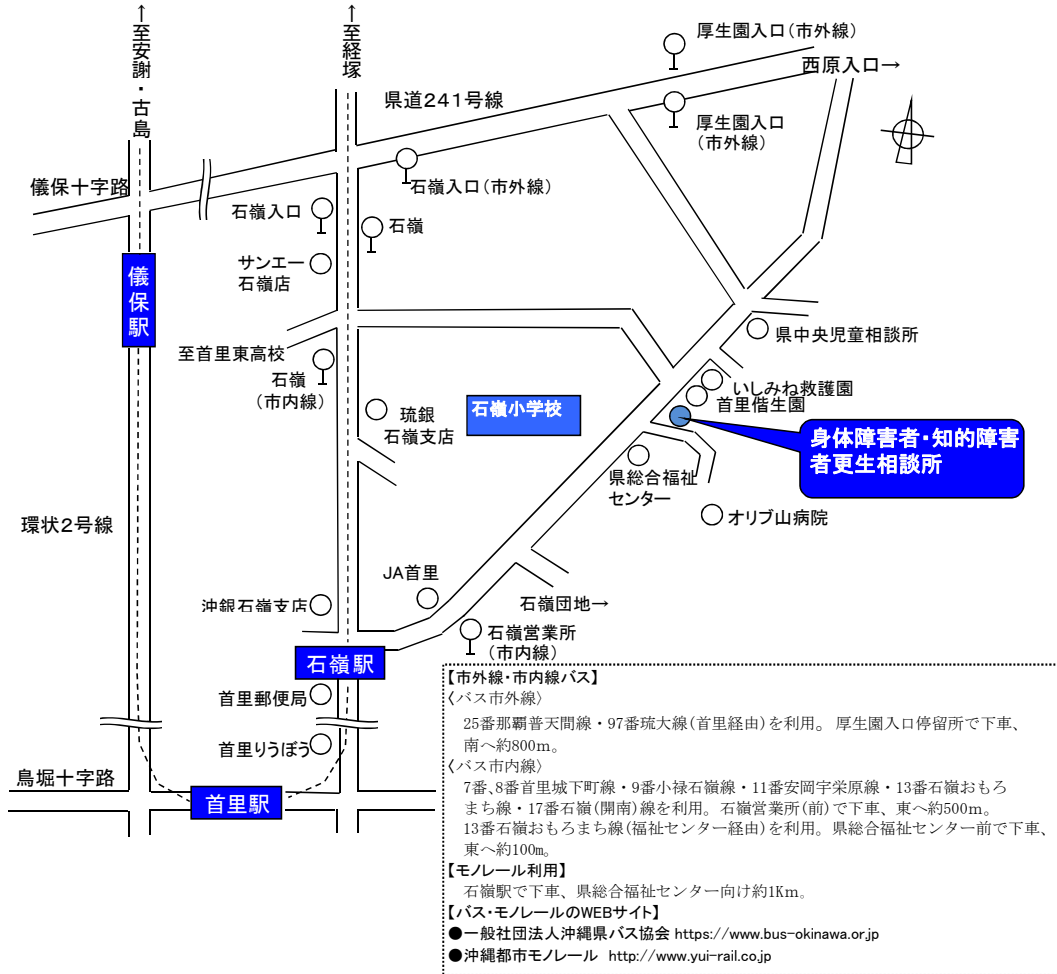 ↑至安謝・古島
↑至経塚
厚生園入口(市外線)
西原入口→
県道241号線
厚生園入口
(市外線)
儀保十字路
石嶺入口(市外線)
石嶺入口
石嶺
サンエー
石嶺店
儀保駅
至首里東高校
石嶺
(市内線)
県中央児童相談所
いしみね救護園
首里偕生園
琉銀
石嶺支店
石嶺小学校
身体障害者・知的障害
者更生相談所
県総合福祉
センター
オリブ山病院
環状2号線
JA首里
沖銀石嶺支店
石嶺団地→
石嶺営業所
(市内線)
石嶺駅
首里郵便局
首里りうぼう
鳥堀十字路
首里駅
【市外線・市内線バス】
〈バス市外線〉
25番那覇普天間線・97番琉大線(首里経由)を利用。 厚生園入口停留所で下車、
南へ約800m。
〈バス市内線〉
7番、8番首里城下町線・9番小禄石嶺線・11番安岡宇栄原線・13番石嶺おもろ
まち線・17番石嶺(開南)線を利用。石嶺営業所(前)で下車、東へ約500m。
13番石嶺おもろまち線(福祉センター経由)を利用。県総合福祉センター前で下車、
東へ約100m。
【モノレール利用】
石嶺駅で下車、県総合福祉センター向け約1Km。
【バス・モノレールのWEBサイト】
●一般社団法人沖縄県バス協会 https://www.bus-okinawa.or.jp
●沖縄都市モノレール http://www.yui-rail.co.jp